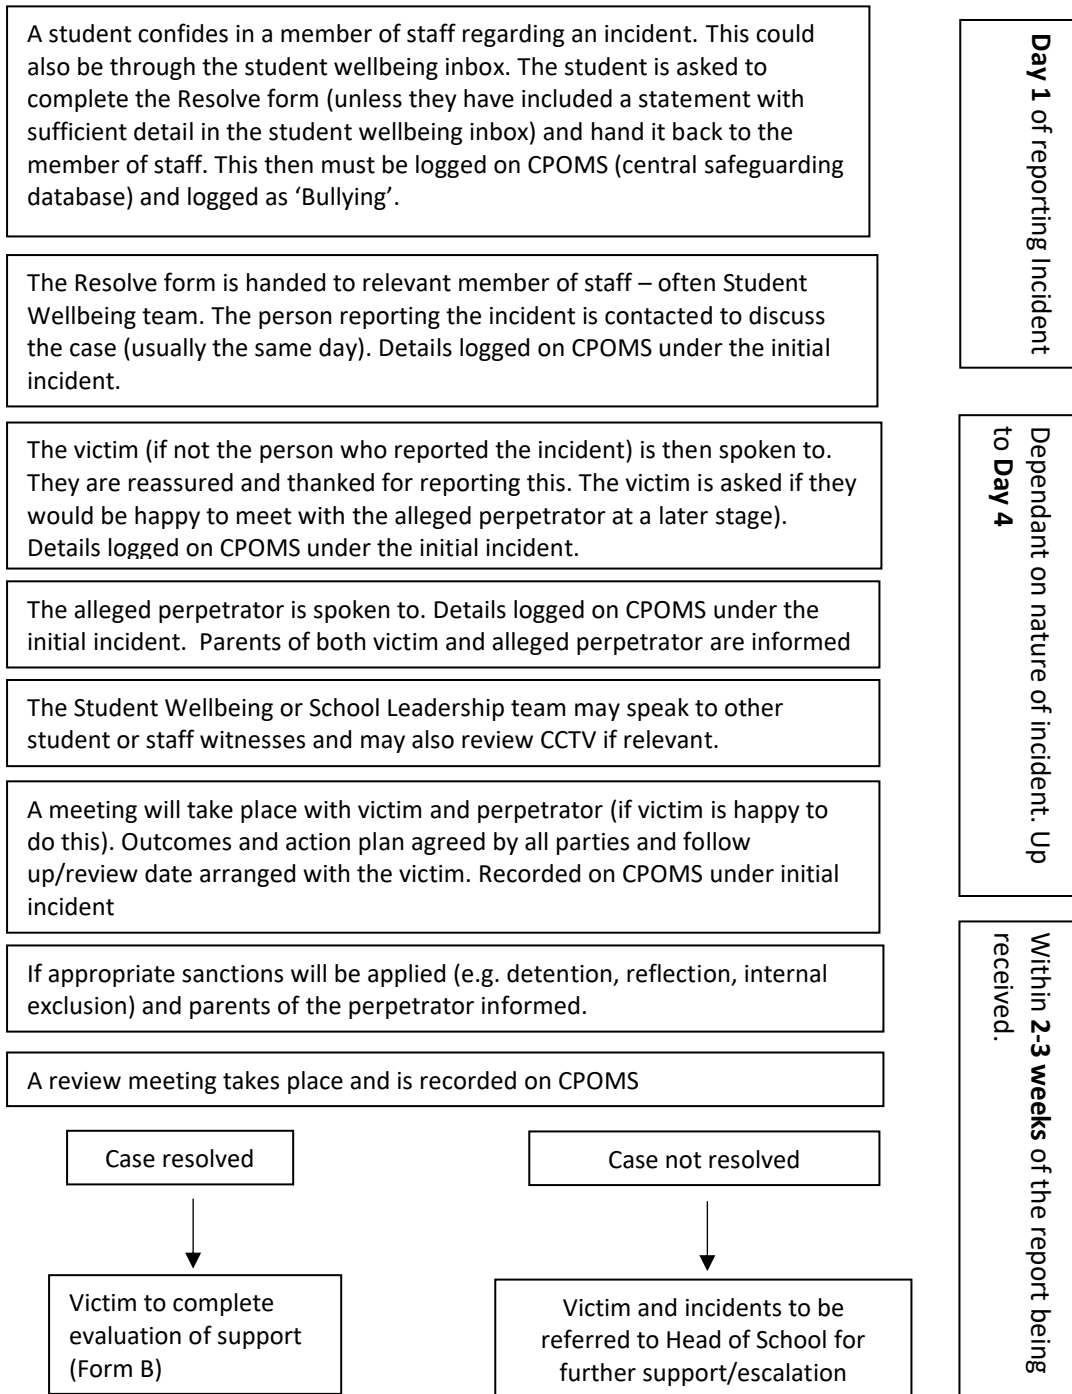 A student confides in a member of staff regarding an incident. This could
also be through the student wellbeing inbox. The student is asked to
complete the Resolve form (unless they have included a statement with
sufficient detail in the student wellbeing inbox) and hand it back to the
member of staff. This then must be logged on CPOMS (central safeguarding
database) and logged as ‘Bullying’.
Day 1 of reporting Incident
The Resolve form is handed to relevant member of staff – often Student
Wellbeing team. The person reporting the incident is contacted to discuss
the case (usually the same day). Details logged on CPOMS under the initial
incident.
The victim (if not the person who reported the incident) is then spoken to.
They are reassured and thanked for reporting this. The victim is asked if they
would be happy to meet with the alleged perpetrator at a later stage).
Details logged on CPOMS under the initial incident.
Dependant on nature of incident. Up
to Day 4
The alleged perpetrator is spoken to. Details logged on CPOMS under the
initial incident.  Parents of both victim and alleged perpetrator are informed
The Student Wellbeing or School Leadership team may speak to other
student or staff witnesses and may also review CCTV if relevant.
A meeting will take place with victim and perpetrator (if victim is happy to
do this). Outcomes and action plan agreed by all parties and follow
up/review date arranged with the victim. Recorded on CPOMS under initial
incident
If appropriate sanctions will be applied (e.g. detention, reflection, internal
exclusion) and parents of the perpetrator informed.
Within 2-3 weeks of the report being
received.
A review meeting takes place and is recorded on CPOMS
Case resolved
Case not resolved
Victim to complete
evaluation of support
(Form B)
Victim and incidents to be
referred to Head of School for
further support/escalation